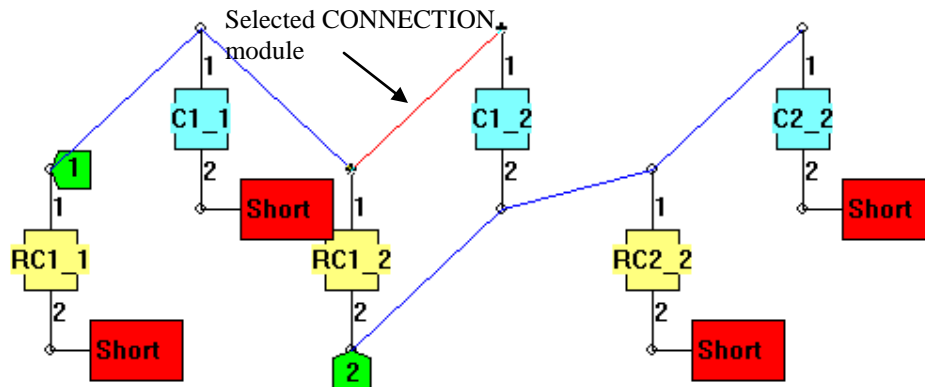 Selected CONNECTION
module
1
1
1
C1_1
C1_2
C2_2
1
2
2
2
1
1
1
Short
Short
RC1_1
RC1_2
RC2_2
2
2
2
Short
2
Short